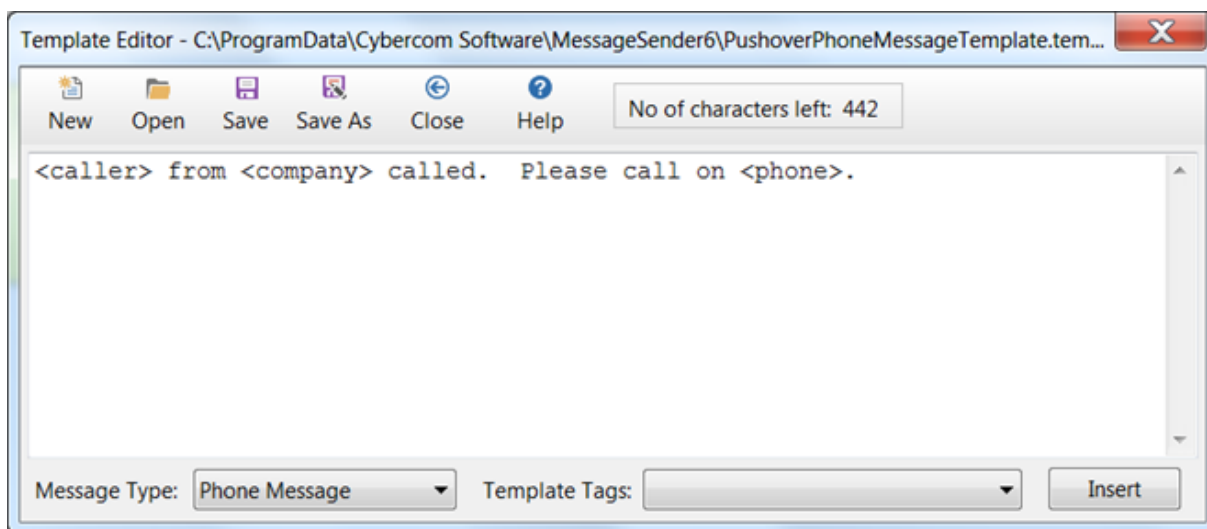 Template Editor - C:\ProgramData\Cybercom Software\MessageSender6\PushoverPhoneMessageTemplate.tem...
New Open Save Save As Close Help No of characters left: 442
<caller> from <company> called.  Please call on <phone>.
Message Type: Phone Message Template Tags: Insert